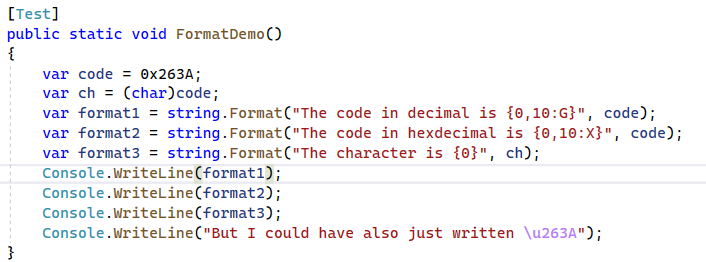 [Test]
public static void FormatDemo()
{
    var code = 0x263A;
    var ch = (char)code;
    var format1 = string.Format("The code in decimal is {0,10:G}", code);
    var format2 = string.Format("The code in hexdecimal is {0,10:X}", code);
    var format3 = string.Format("The character is {0}", ch);
    Console.WriteLine(format1);
    Console.WriteLine(format2);
    Console.WriteLine(format3);
    Console.WriteLine("But I could have also just written \u263A");
}